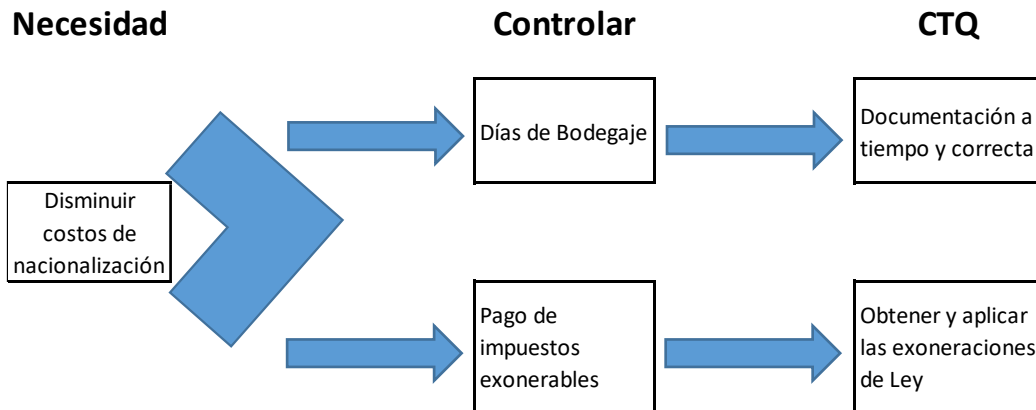 Necesidad
Controlar
CTQ
Disminuir
costos de
nacionalización
Días de Bodegaje
Documentación a
tiempo y correcta
Pago de
impuestos
exonerables
Obtener y aplicar
las exoneraciones
de Ley